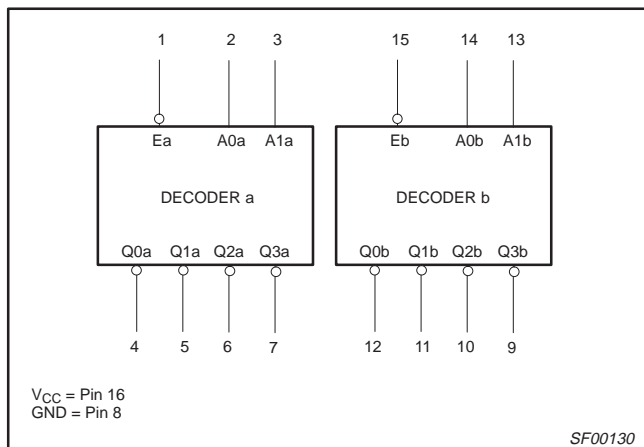 1 2 3 15 14 13
Ea A0a A1a Eb A0b A1b
DECODER a DECODER b
Q0a Q1a Q2a Q3a Q0b Q1b Q2b Q3b
4 5 6 7 12 11 10 9
VCC = Pin 16
GND = Pin 8
SF00130